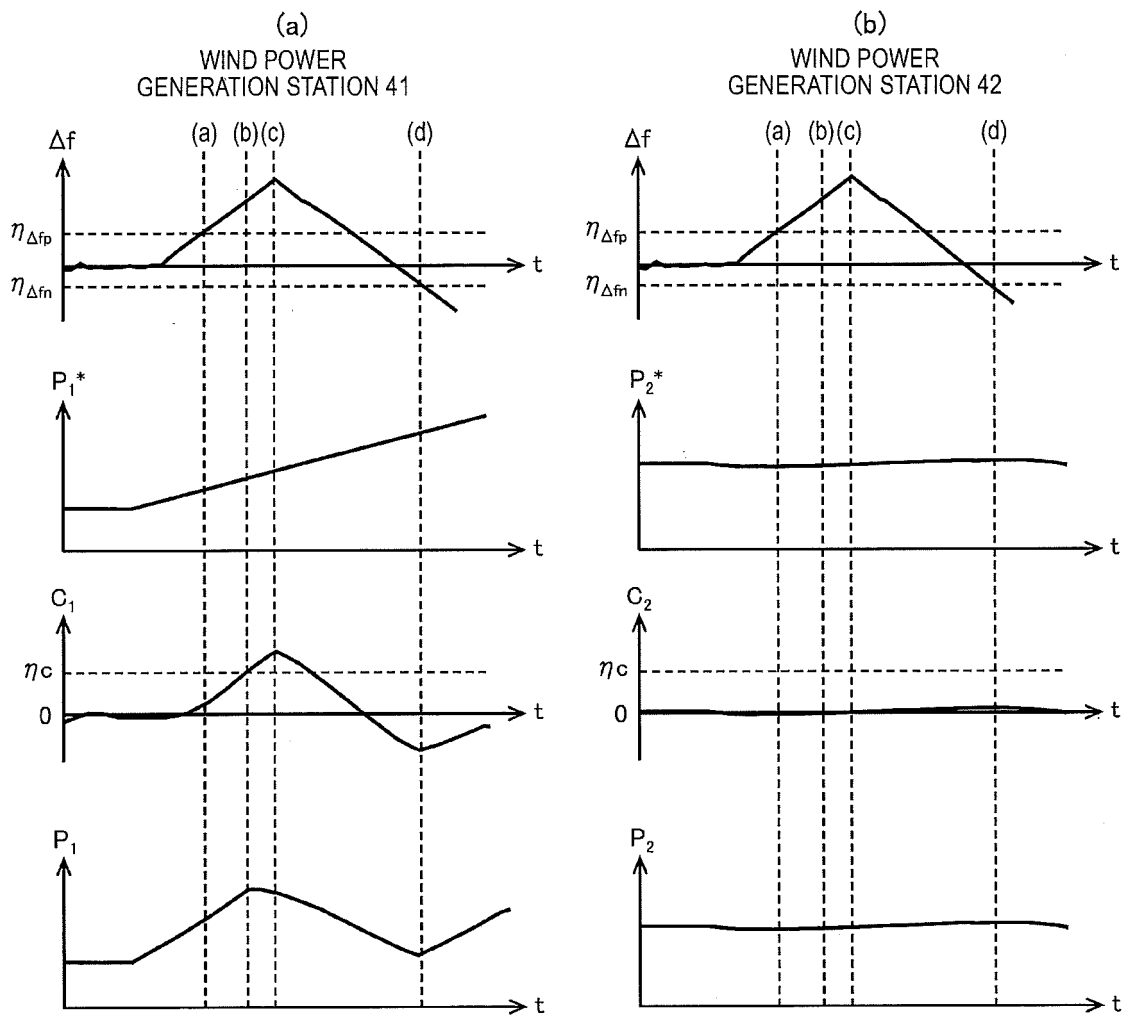 (a)
WIND POWER
GENERATION STATION 41
(a) (b) (c) (d)
Δf
η Δfp
t
η Δfn
P1*
t
C1
ηc
0
t
P1
t
(b)
WIND POWER
GENERATION STATION 42
(a) (b) (c) (d)
Δf
η Δfp
t
η Δfn
P2*
t
C2
ηc
0
t
P2
t